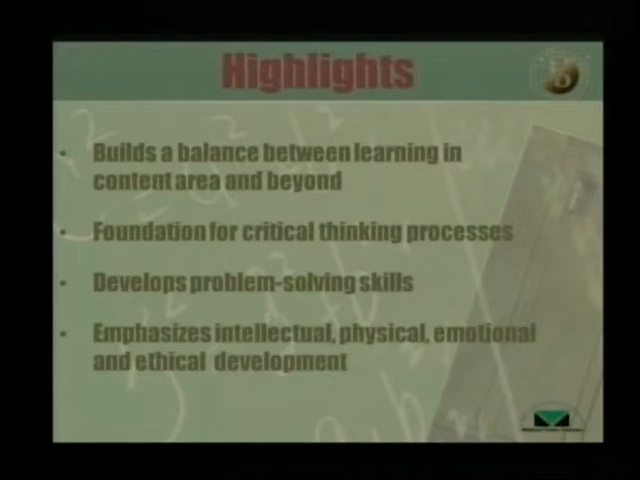 Highlights
• Builds a balance between learning in
content area and beyond
• Foundation for critical thinking processes
• Develops problem-solving skills
• Emphasizes intellectual, physical, emotional
and ethical development